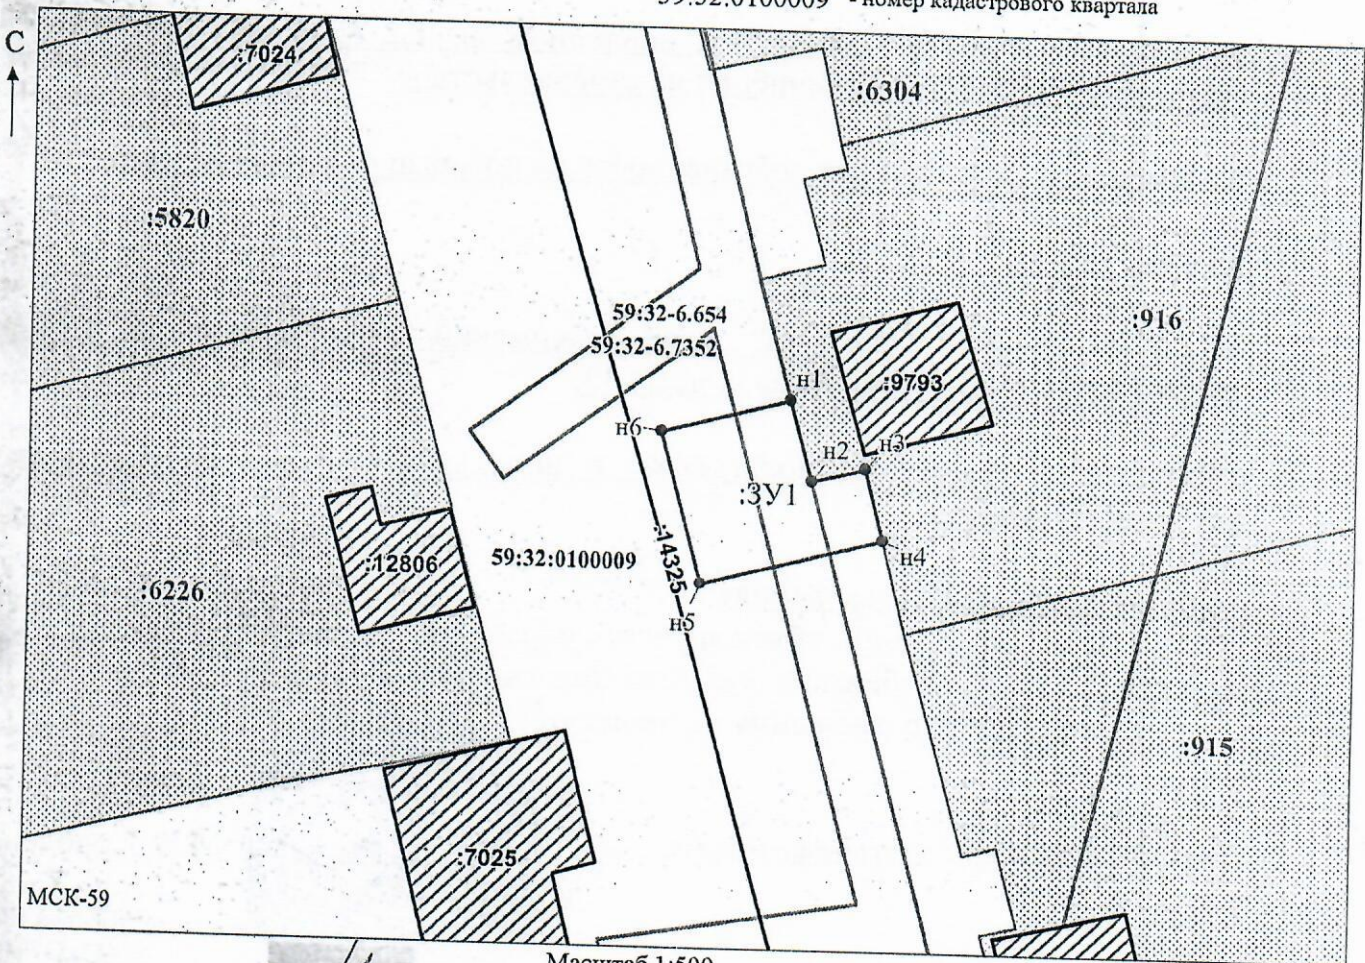 59:32:0100009 - номер кадастрового квартала
С
:7024
:6304
:5820
59:32-6.654
:916
59:32-6.7352
н1
:9793
н6
н2
н3
:ЗУ1
:14325
н4
59:32:0100009
:12806
:6226
н5
:915
:7025
МСК-59
Масштаб 1:500